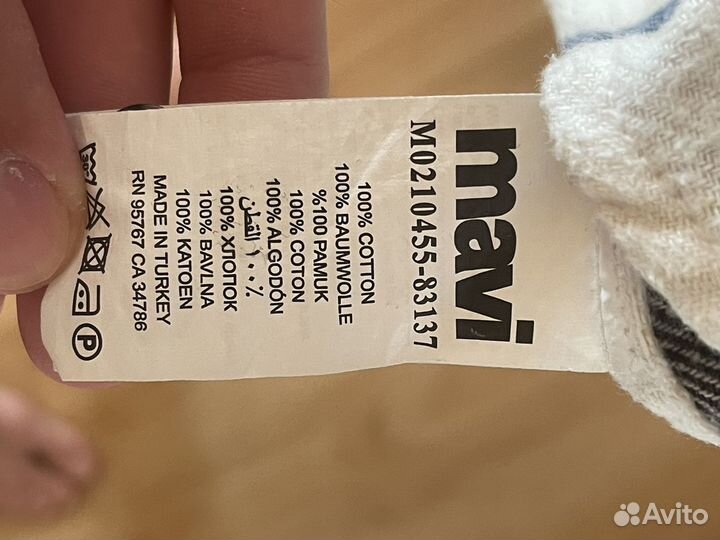 mavi
M0210455-83137
100% COTTON
100% BAUMWOLLE
%100 PAMUK
100% COTON
100% ALGODÓN
١٠٠٪ القطن
100% ХЛОПОК
100% BAVLNA
100% KATOEN
MADE IN TURKEY
RN 95767 CA 34786
30°
P
Avito